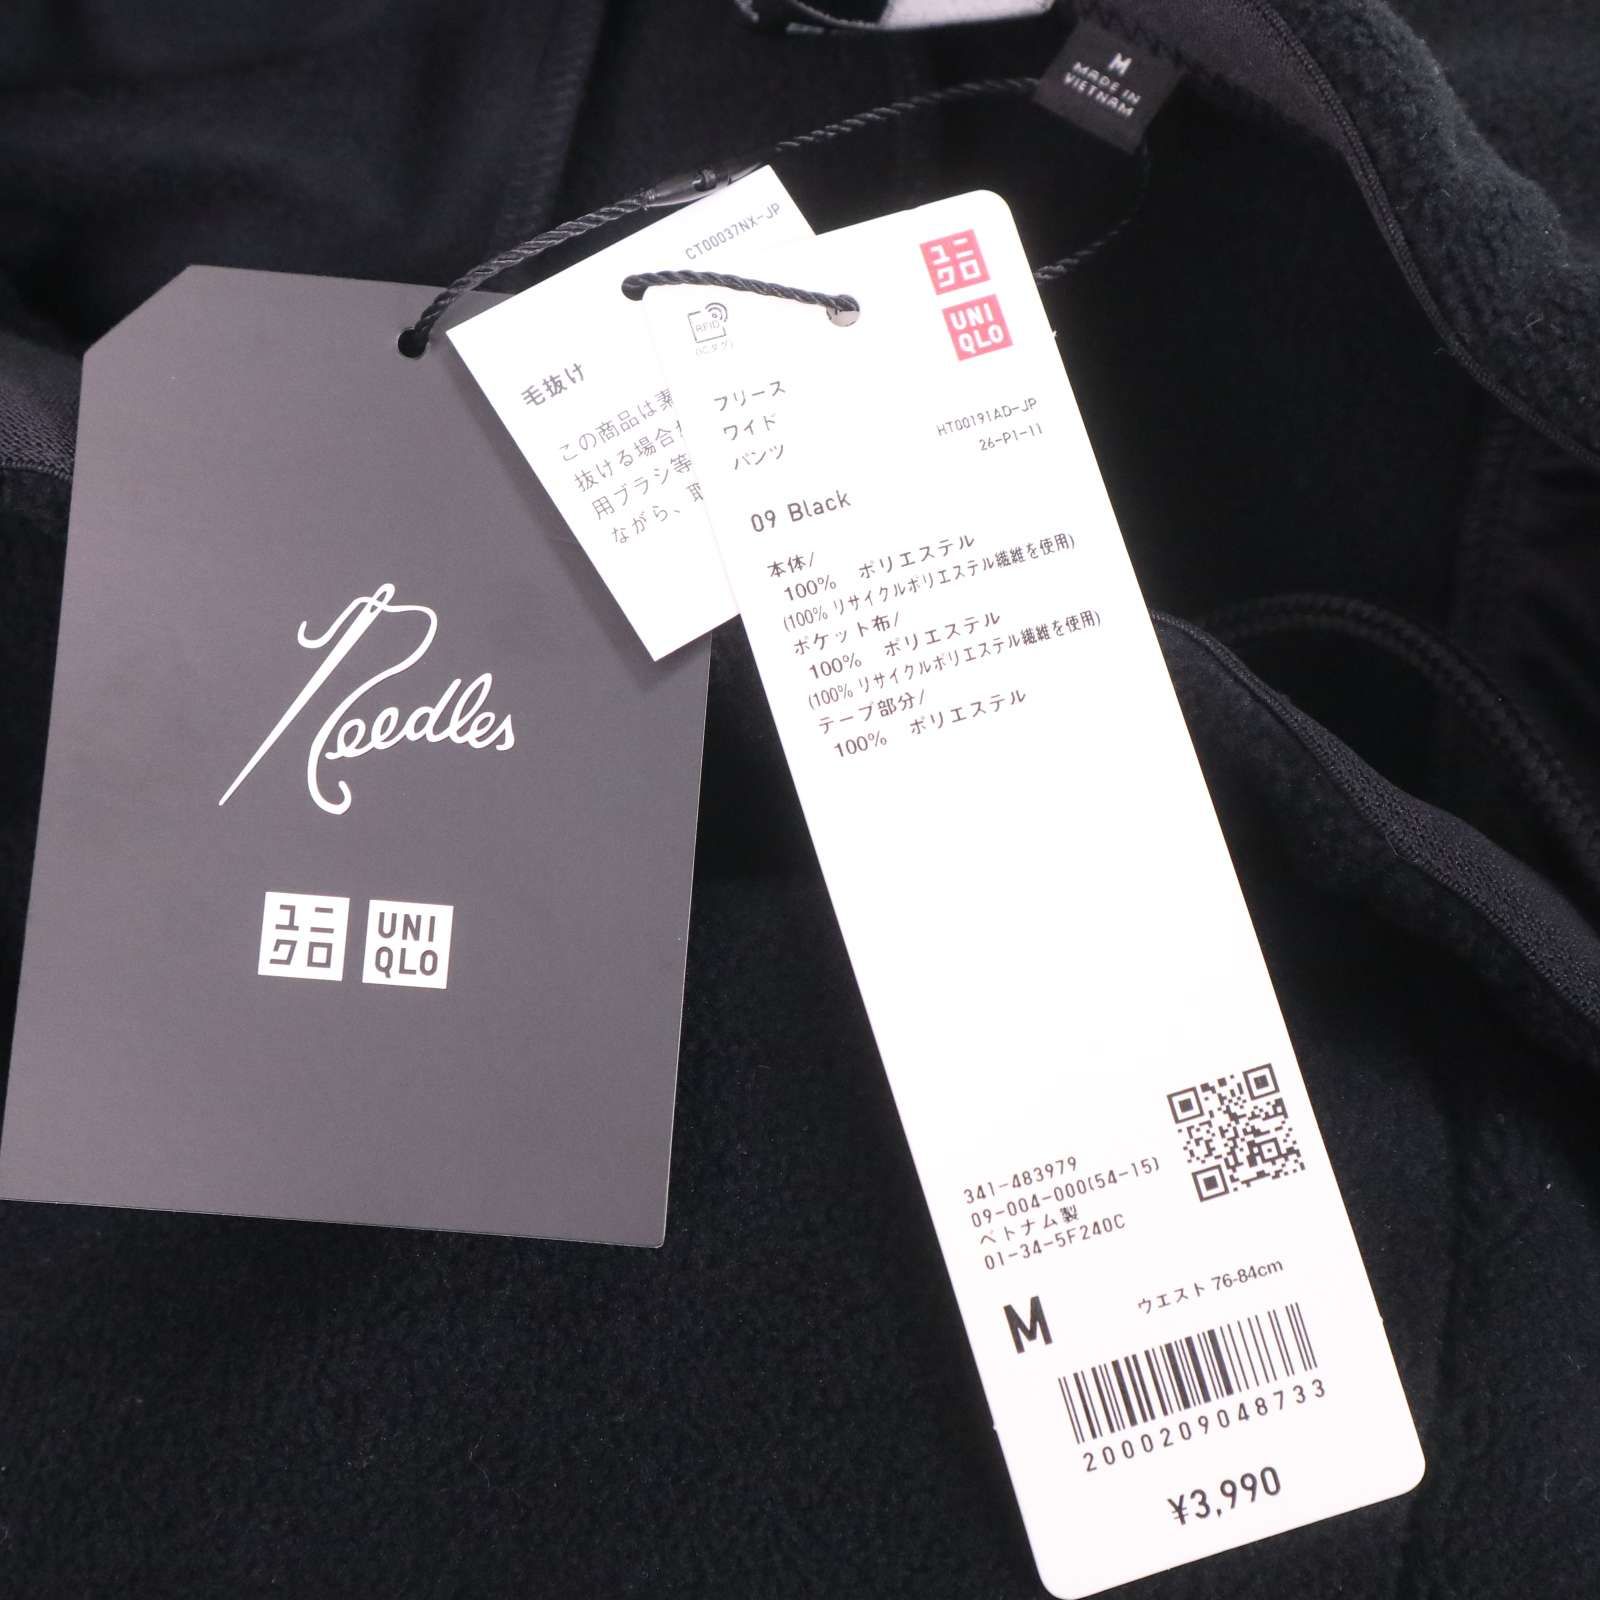 M
MADE IN
VIETNAM
Needles
ユニクロ
UNI
QLO
CT00037NX-JP
毛抜け
この商品は素
抜ける場合
用ブラシ等
ながら、取
RFID
(ICタグ)
ユニクロ
UNI
QLO
フリース
ワイド
パンツ
HT00191AD-JP
26-P1-11
09 Black
本体/
100% ポリエステル
(100% リサイクルポリエステル繊維を使用)
ポケット布/
100% ポリエステル
(100% リサイクルポリエステル繊維を使用)
テープ部分/
100% ポリエステル
341-483979
09-004-000(54-15)
ベトナム製
01-34-5F240C
M ウエスト 76-84cm
2000209048733
¥3,990